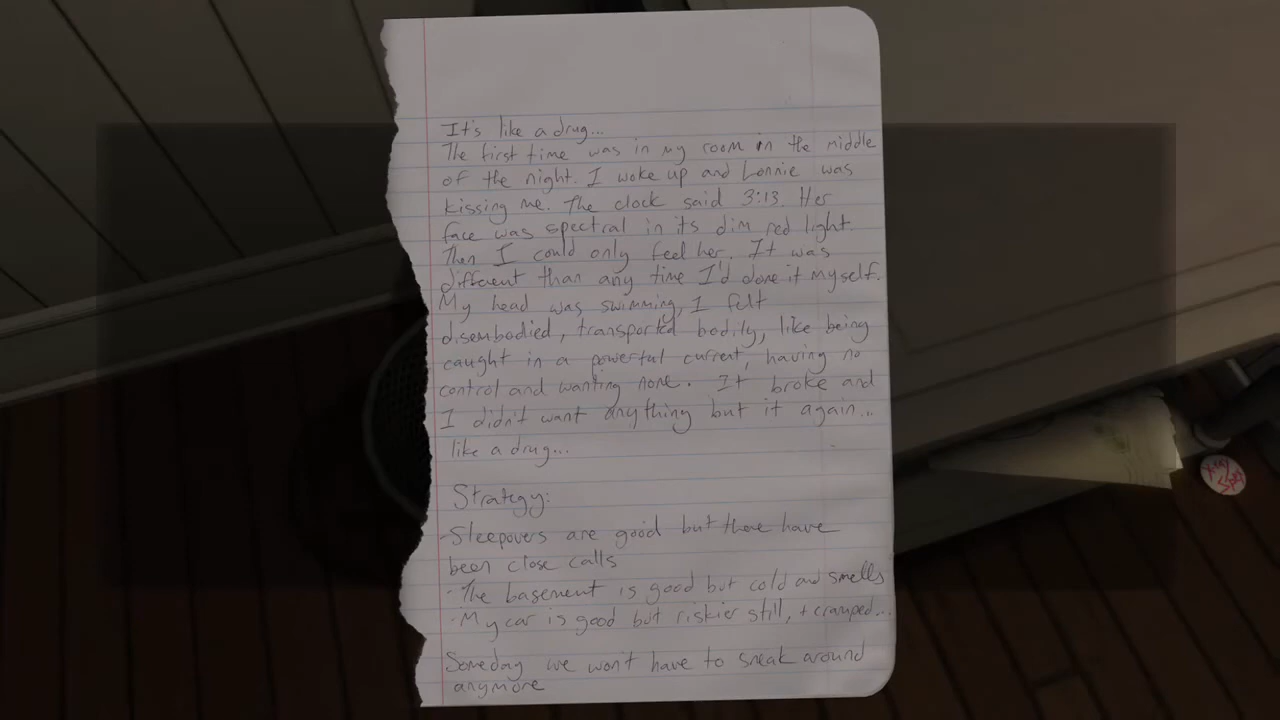 It's like a drug...
The first time was in my room in the middle
of the night. I woke up and Lonnie was
kissing me. The clock said 3:13. Her
face was spectral in its dim red light.
Then I could only feel her. It was
different than any time I'd done it myself.
My head was swimming, I felt
disembodied, transported bodily, like being
caught in a powerful current, having no
control and wanting none. It broke and
I didn't want anything but it again...
like a drug...
Strategy:
-Sleepovers are good but there have
been close calls
-The basement is good but cold and smells
-My car is good but riskier still, + cramped...
Someday we won't have to sneak around
anymore